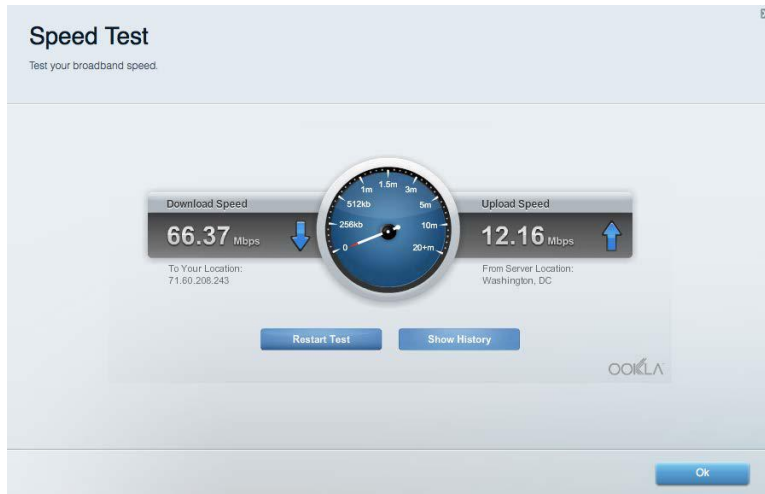 Speed Test
Test your broadband speed.
Download Speed
66.37 Mbps
To Your Location:
71.60.208.243
0
256kb
512kb
1m
1.5m
3m
5m
10m
20+m
Upload Speed
12.16 Mbps
From Server Location:
Washington, DC
Restart Test
Show History
OOKLA
Ok